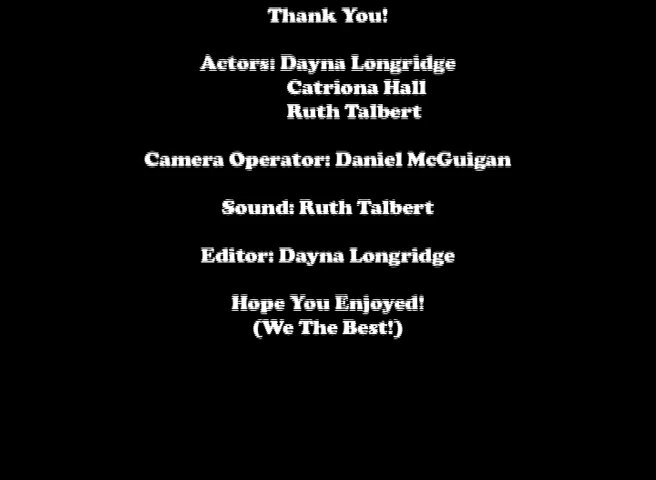 Thank You!
Actors: Dayna Longridge
Catriona Hall
Ruth Talbert
Camera Operator: Daniel McGuigan
Sound: Ruth Talbert
Editor: Dayna Longridge
Hope You Enjoyed!
(We The Best!)